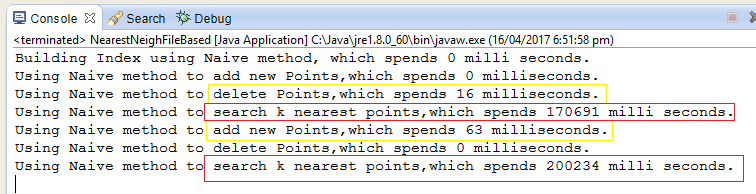 Console Search Debug
<terminated> NearestNeighFileBased [Java Application] C:\Java\jre1.8.0_60\bin\javaw.exe (16/04/2017 6:51:58 pm)
Building Index using Naive method, which spends 0 milli seconds.
Using Naive method to add new Points,which spends 0 milliseconds.
Using Naive method to delete Points,which spends 16 milliseconds.
Using Naive method to search k nearest points,which spends 170691 milli seconds.
Using Naive method to add new Points,which spends 63 milliseconds.
Using Naive method to delete Points,which spends 0 milliseconds.
Using Naive method to search k nearest points,which spends 200234 milli seconds.